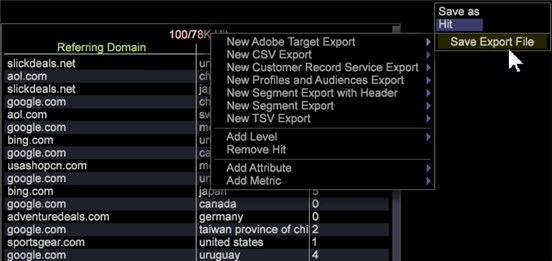 Save as
Hit
Save Export File
100/78K Hit
Referring Domain
New Adobe Target Export
New CSV Export
New Customer Record Service Export
New Profiles and Audiences Export
New Segment Export with Header
New Segment Export
New TSV Export
Add Level
Remove Hit
Add Attribute
Add Metric
slickdeals.net un
aol.com ch
slickdeals.net jap
google.com ch
aol.com sw
google.com me
bing.com un
google.com ca
usashopcn.com me
google.com un
bing.com japan 5
google.com canada 0
adventuredeals.com germany 0
google.com taiwan province of chi 2
sportsgear.com united states 1
google.com uruguay 4